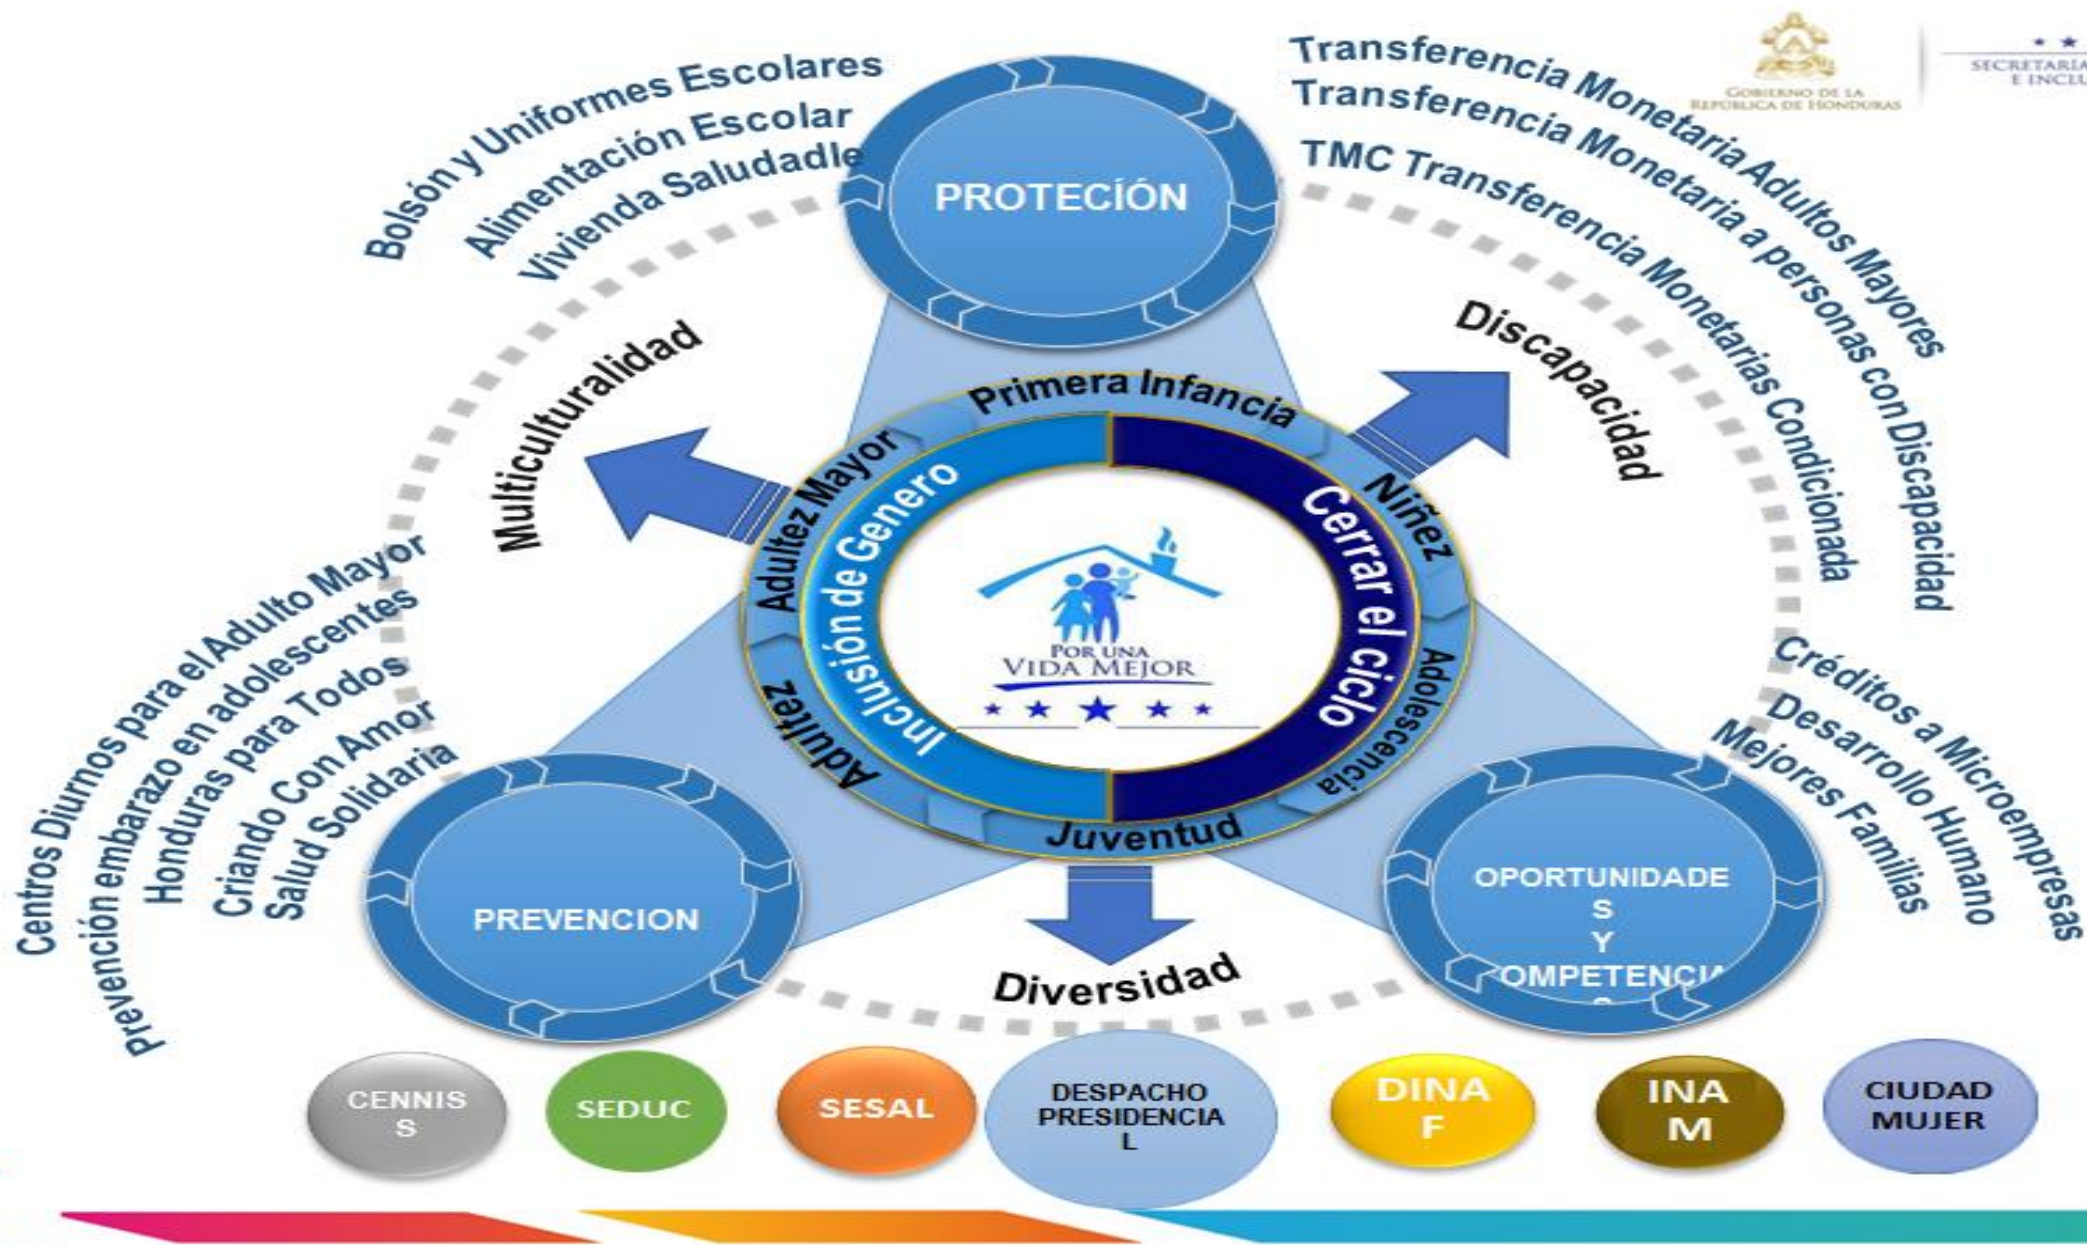 Bolsón y Uniformes Escolares
Alimentación Escolar
Vivienda Saludadle
PROTECÍÓN
Transferencia Monetaria Adultos Mayores
Transferencia Monetaria a personas con Discapacidad
TMC Transferencia Monetarias Condicionada
GOBIERNO DE LA
REPÚBLICA DE HONDURAS
SECRETARÍA
E INCLU
Multiculturalidad
Discapacidad
Primera Infancia
Niñez
Adolescencia
Juventud
Adultez
Adultez Mayor
Inclusión de Genero
Cerrar el ciclo
POR UNA
VIDA MEJOR
Centros Diurnos para el Adulto Mayor
Prevención embarazo en adolescentes
Honduras para Todos
Criando Con Amor
Salud Solidaria
PREVENCION
Créditos a Microempresas
Desarrollo Humano
Mejores Familias
OPORTUNIDADE
S
Y
OMPETENCIA
Diversidad
CENNIS
S
SEDUC
SESAL
DESPACHO
PRESIDENCIA
L
DINA
F
INA
M
CIUDAD
MUJER